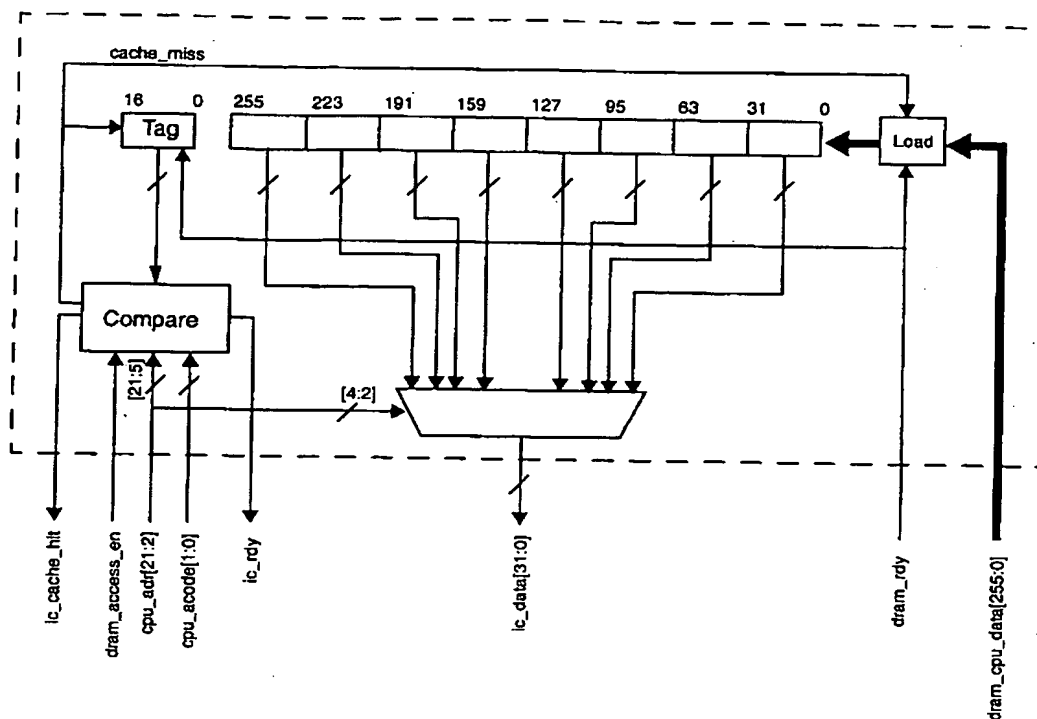 cache_miss
16 0 255 223 191 159 127 95 63 31 0
Tag
Load
Compare
[21:5]
[4:2]
ic_cache_hit
dram_access_en
cpu_adr[21:2]
cpu_acode[1:0]
ic_rdy
ic_data[31:0]
dram_rdy
dram_cpu_data[255:0]